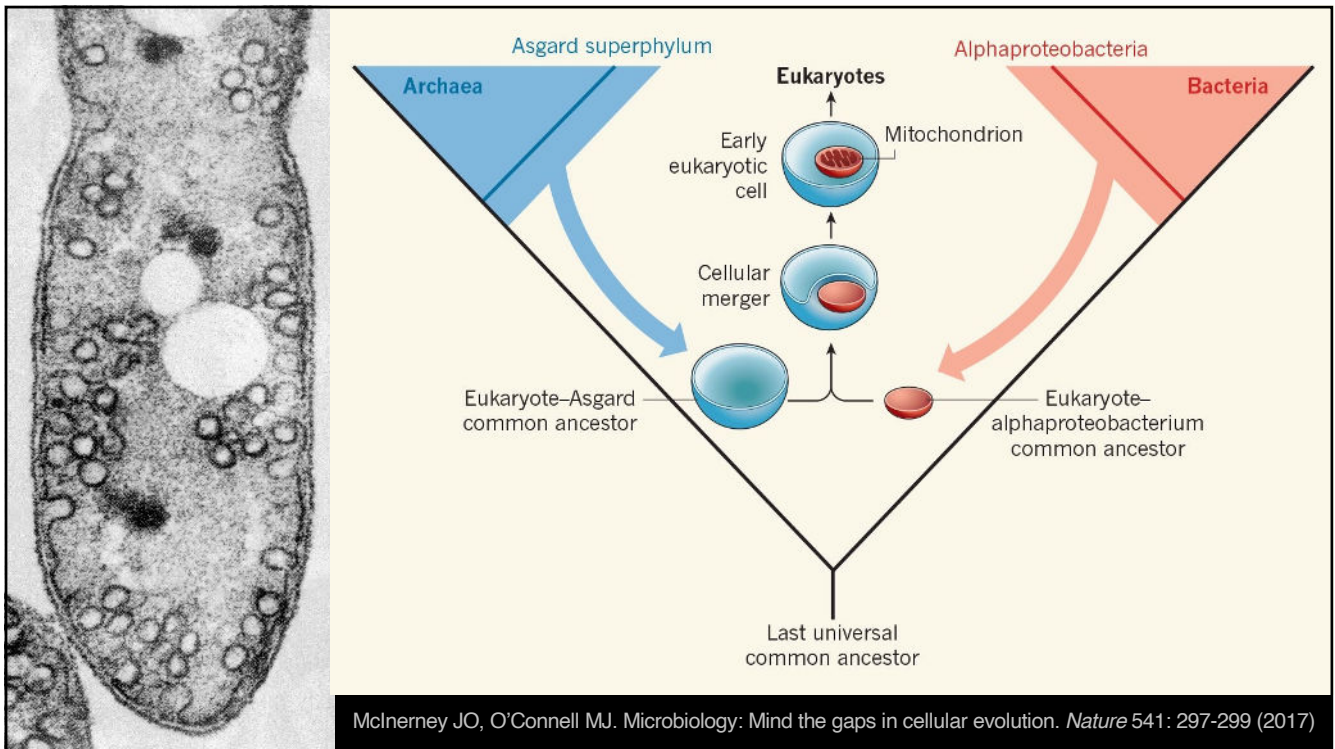 Asgard superphylum
Archaea
Alphaproteobacteria
Bacteria
Eukaryotes
Early
eukaryotic
cell
Mitochondrion
Cellular
merger
Eukaryote–Asgard
common ancestor
Eukaryote–
alphaproteobacterium
common ancestor
Last universal
common ancestor
McInerney JO, O'Connell MJ. Microbiology: Mind the gaps in cellular evolution. Nature 541: 297-299 (2017)